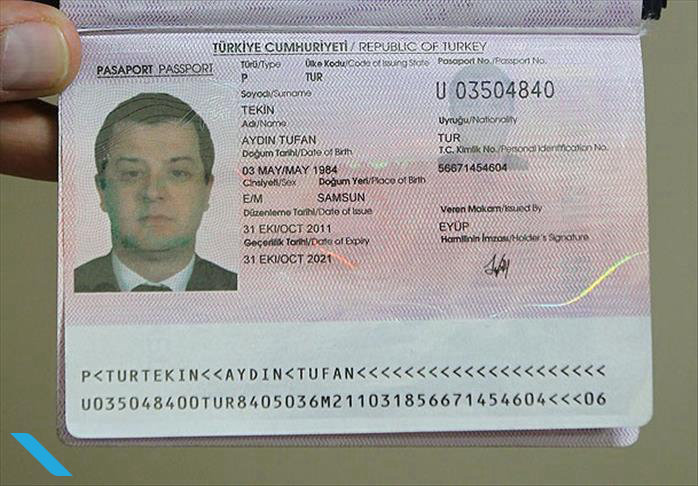 TÜRKİYE CUMHURİYETİ / REPUBLIC OF TURKEY
PASAPORT PASSPORT
Türü/Type Ülke Kodu/Code of Issuing State Pasaport No./Passport No.
P TUR U 03504840
Soyadı/Surname
TEKİN
Adı/Name Uyruğu/Nationality
AYDIN TUFAN TUR
Doğum Tarihi/Date of Birth T.C. Kimlik No./Personal Identification No.
03 MAY/MAY 1984 56671454604
Cinsiyeti/Sex Doğum Yeri/Place of Birth
E/M SAMSUN
Düzenleme Tarihi/Date of Issue Veren Makam/Issued By
31 EKI/OCT 2011 EYÜP
Geçerlilik Tarihi/Date of Expiry Hamilinin İmzası/Holder's Signature
31 EKI/OCT 2021
P<TURTEKIN<<AYDIN<TUFAN<<<<<<<<<<<<<<<<<<<<<
U035048400TUR8405036M211031856671454604<<<06